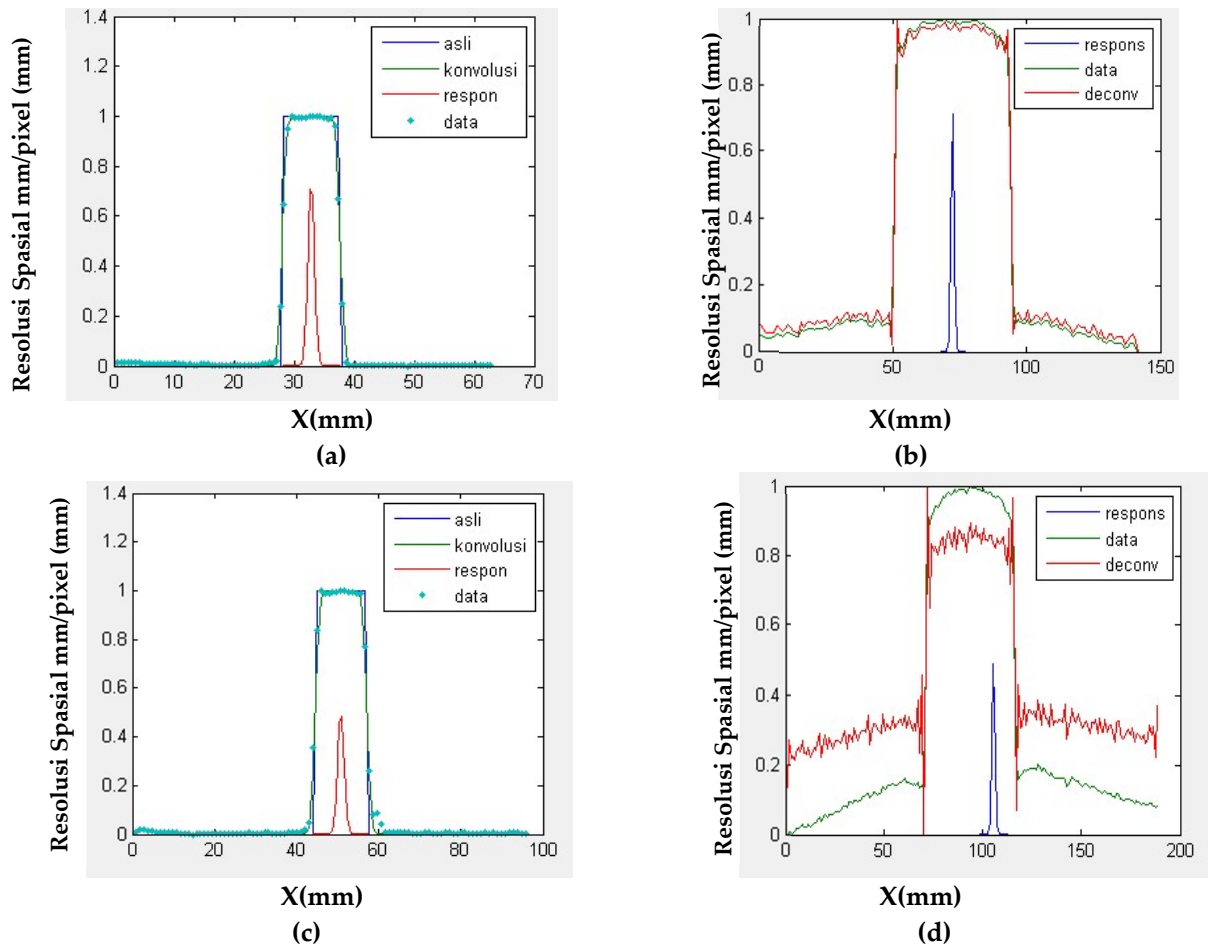 Resolusi Spasial mm/pixel (mm)
1.4
1.2
1
0.8
0.6
0.4
0.2
0
asli
konvolusi
respon
data
0 10 20 30 40 50 60 70
X(mm)
(a)
Resolusi Spasial mm/pixel (mm)
1
0.8
0.6
0.4
0.2
0
respons
data
deconv
0 50 100 150
X(mm)
(b)
Resolusi Spasial mm/pixel (mm)
1.4
1.2
1
0.8
0.6
0.4
0.2
0
asli
konvolusi
respon
data
0 20 40 60 80 100
X(mm)
(c)
Resolusi Spasial mm/pixel (mm)
1
0.8
0.6
0.4
0.2
0
respons
data
deconv
0 50 100 150 200
X(mm)
(d)